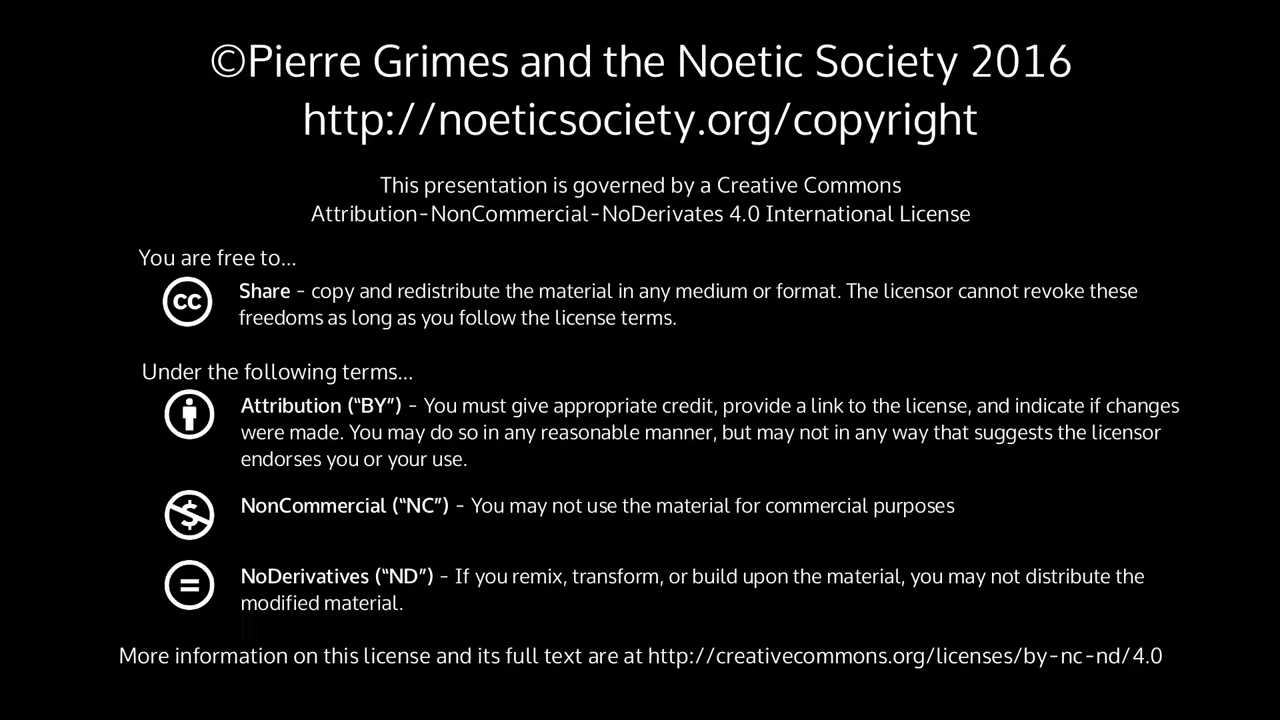 ©Pierre Grimes and the Noetic Society 2016
http://noeticsociety.org/copyright
This presentation is governed by a Creative Commons
Attribution-NonCommercial-NoDerivates 4.0 International License
You are free to...
cc
Share - copy and redistribute the material in any medium or format. The licensor cannot revoke these
freedoms as long as you follow the license terms.
Under the following terms...
Attribution (“BY”) - You must give appropriate credit, provide a link to the license, and indicate if changes
were made. You may do so in any reasonable manner, but may not in any way that suggests the licensor
endorses you or your use.
$
NonCommercial (“NC”) - You may not use the material for commercial purposes
=
NoDerivatives (“ND”) - If you remix, transform, or build upon the material, you may not distribute the
modified material.
More information on this license and its full text are at http://creativecommons.org/licenses/by-nc-nd/4.0